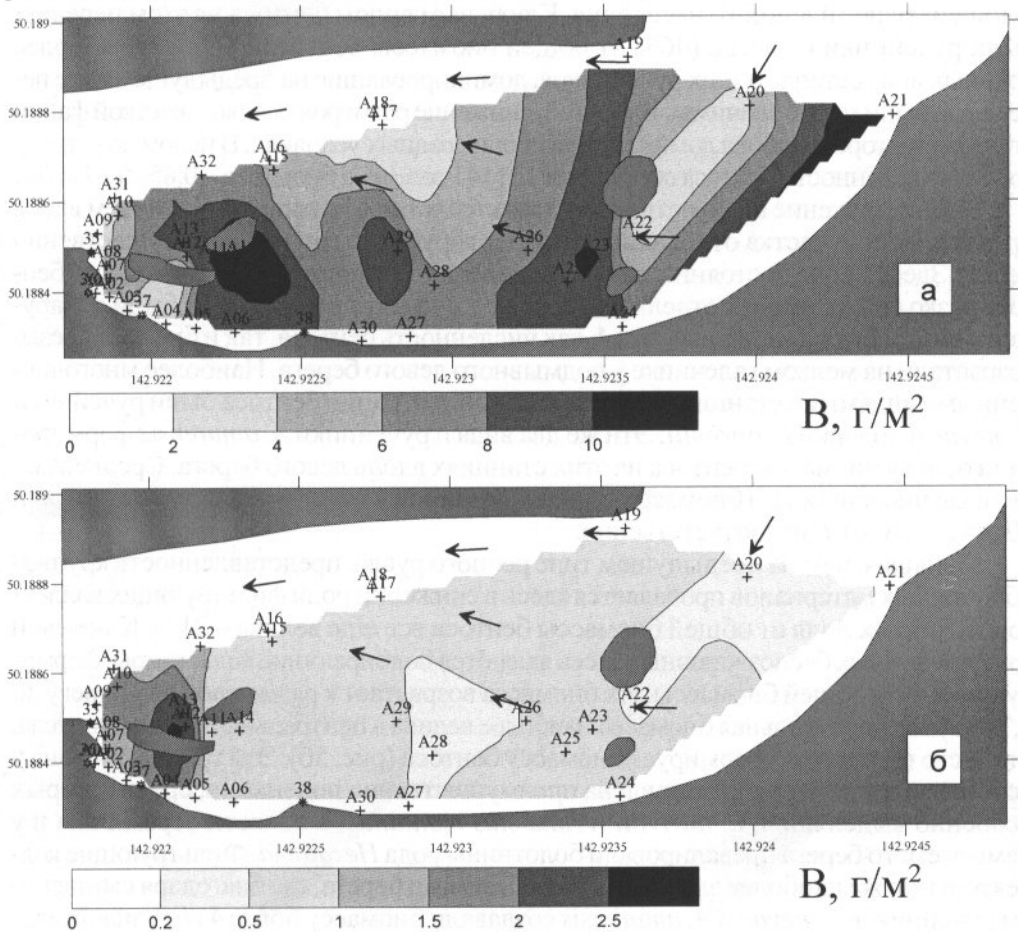 50.189
A19
A20
A21
50.1888
A18
A17
A16
A15
A32
A31
A10
50.1886
A09
A13
A22
35
A08
A29
A26
A23
A07
A28
50.1884
A02
A05
37
A04
A05
A06
38
A30
A27
a
142.922 142.9225 142.923 142.9235 142.924 142.9245
0 2 4 6 8 10
В, г/м²
50.189
A19
A20
A21
50.1888
A18
A17
A16
A15
A32
A31
A10
50.1886
A09
A13
A22
35
A08
A11
A14
A29
A26
A23
A07
A28
A25
50.1884
A02
A03
37
A04
A05
A06
38
A30
A27
A24
б
142.922 142.9225 142.923 142.9235 142.924 142.9245
0 0.2 0.5 1 1.5 2 2.5
В, г/м²